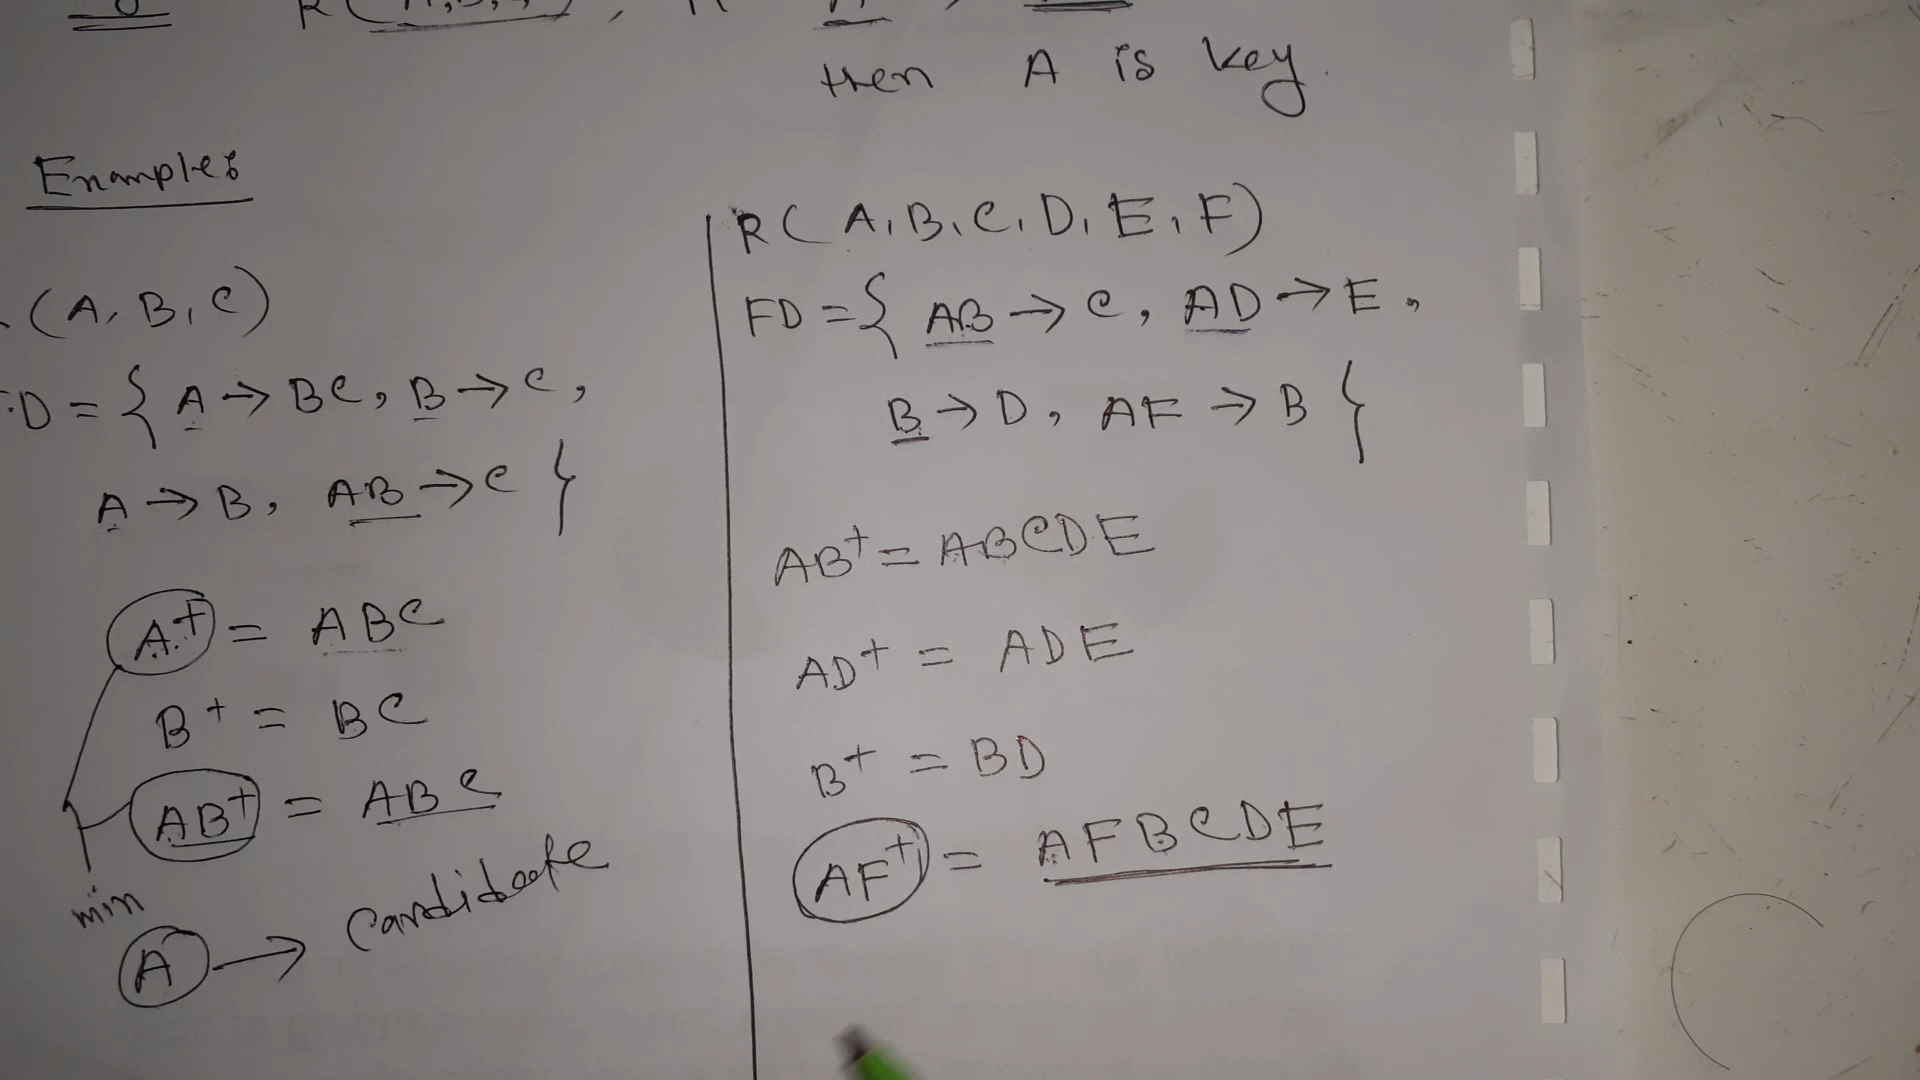 then A is key.
Examples
(A, B, C)
FD = { A → BC, B → C,
A → B, AB → C }
A+ = ABC
B+ = BC
AB+ = ABC
min
A → Candidate
R(A, B, C, D, E, F)
FD = { AB → C, AD → E,
B → D, AF → B }
AB+ = ABCDE
AD+ = ADE
B+ = BD
AF+ = AFBCDE